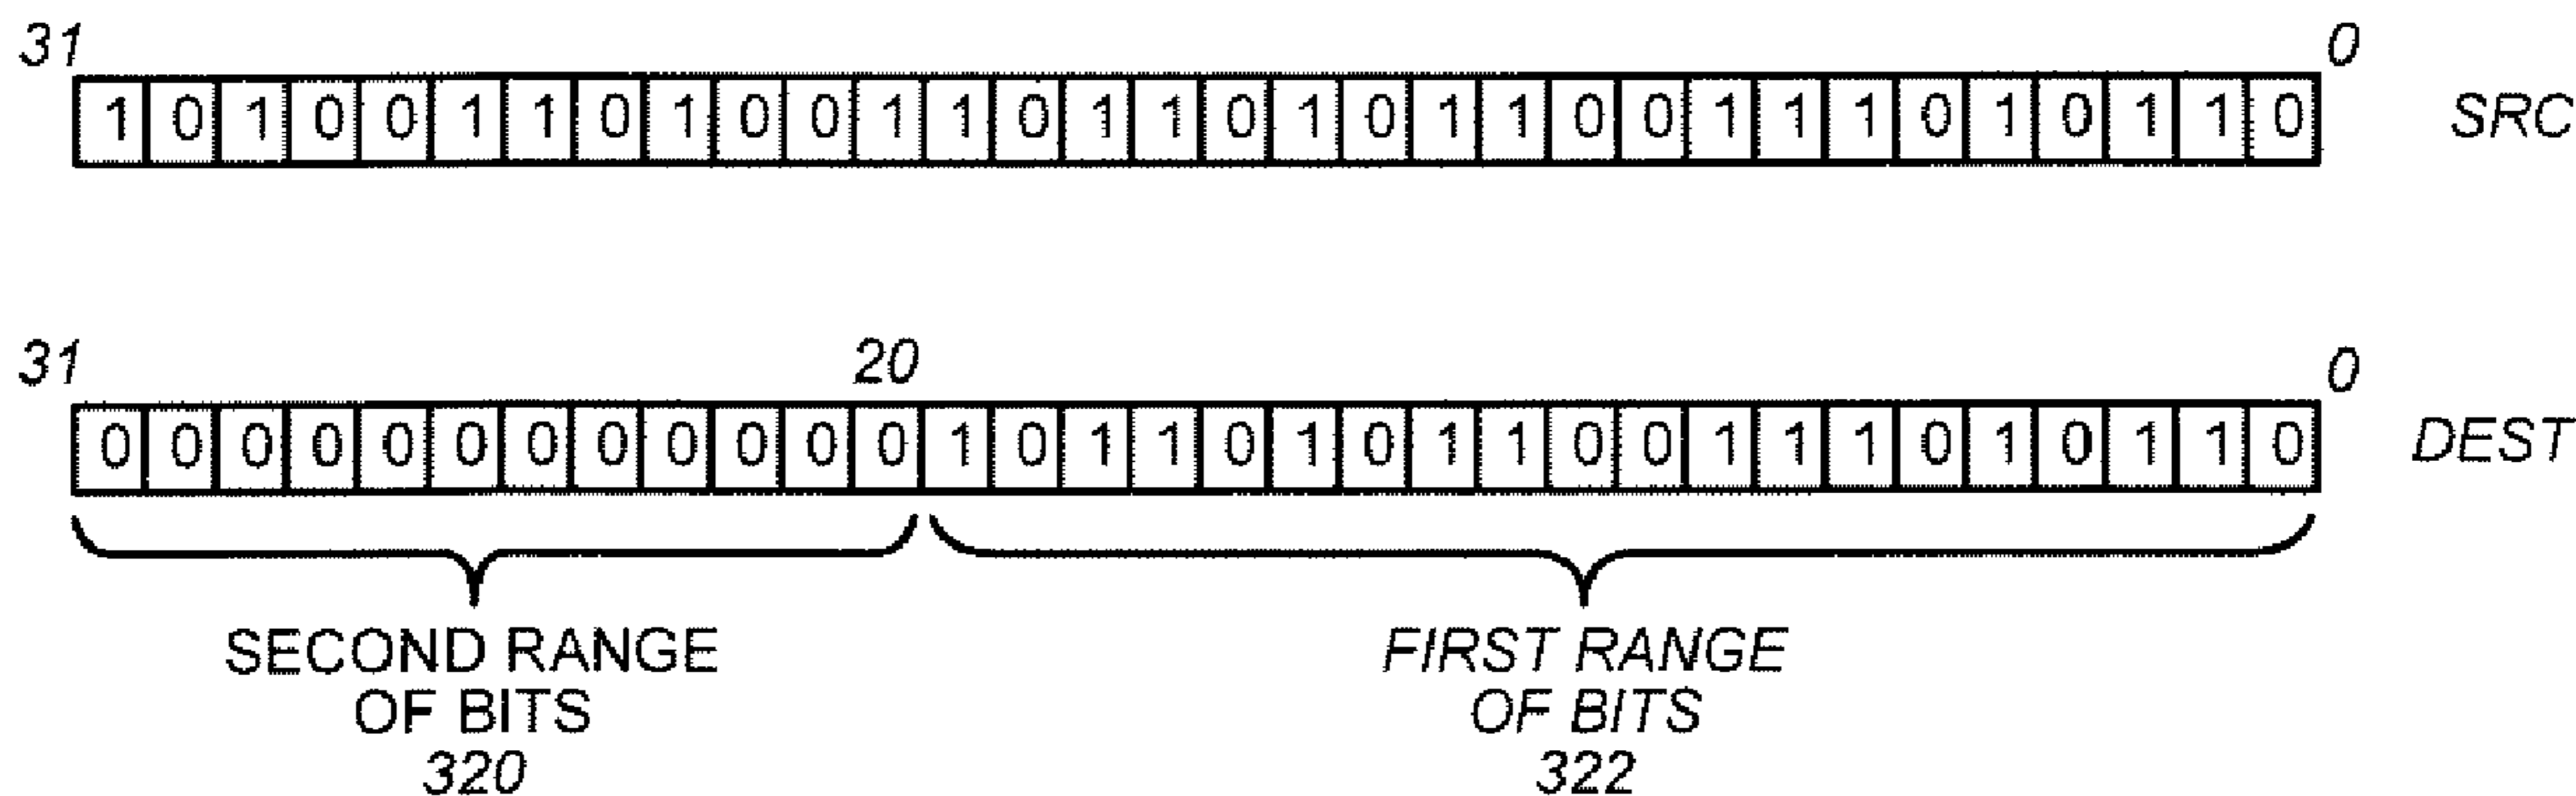 31 0
1 0 1 0 0 1 1 0 1 0 0 1 1 0 1 1 0 1 0 1 1 0 0 1 1 1 0 1 0 1 1 0 SRC
31 20 0
0 0 0 0 0 0 0 0 0 0 0 0 1 0 1 1 0 1 0 1 1 0 0 1 1 1 0 1 0 1 1 0 DEST
SECOND RANGE
OF BITS
320
FIRST RANGE
OF BITS
322